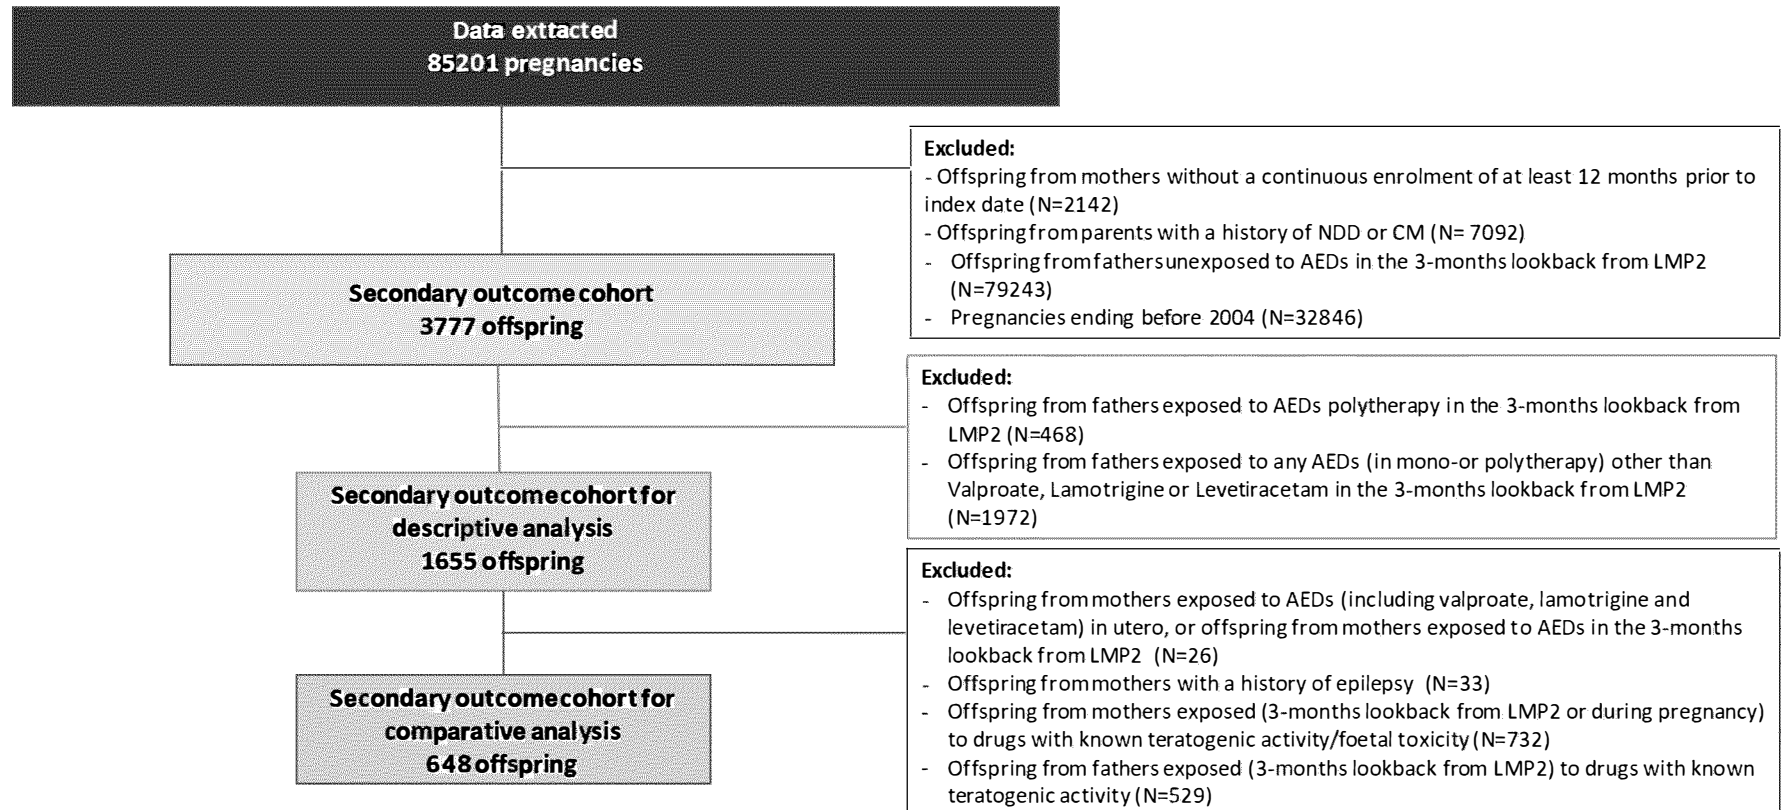 Data exttacted
85201 pregnancies
Excluded:
- Offspring from mothers without a continuous enrolment of at least 12 months prior to
index date (N=2142)
- Offspring from parents with a history of NDD or CM (N= 7092)
- Offspring from fathers unexposed to AEDs in the 3-months lookback from LMP2
(N=79243)
- Pregnancies ending before 2004 (N=32846)
Secondary outcome cohort
3777 offspring
Excluded:
- Offspring from fathers exposed to AEDs polytherapy in the 3-months lookback from
LMP2 (N=468)
- Offspring from fathers exposed to any AEDs (in mono-or polytherapy) other than
Valproate, Lamotrigine or Levetiracetam in the 3-months lookback from LMP2
(N=1972)
Secondary outcome cohort for
descriptive analysis
1655 offspring
Excluded:
- Offspring from mothers exposed to AEDs (including valproate, lamotrigine and
levetiracetam) in utero, or offspring from mothers exposed to AEDs in the 3-months
lookback from LMP2 (N=26)
- Offspring from mothers with a history of epilepsy (N=33)
- Offspring from mothers exposed (3-months lookback from LMP2 or during pregnancy)
to drugs with known teratogenic activity/foetal toxicity (N=732)
- Offspring from fathers exposed (3-months lookback from LMP2) to drugs with known
teratogenic activity (N=529)
Secondary outcome cohort for
comparative analysis
648 offspring